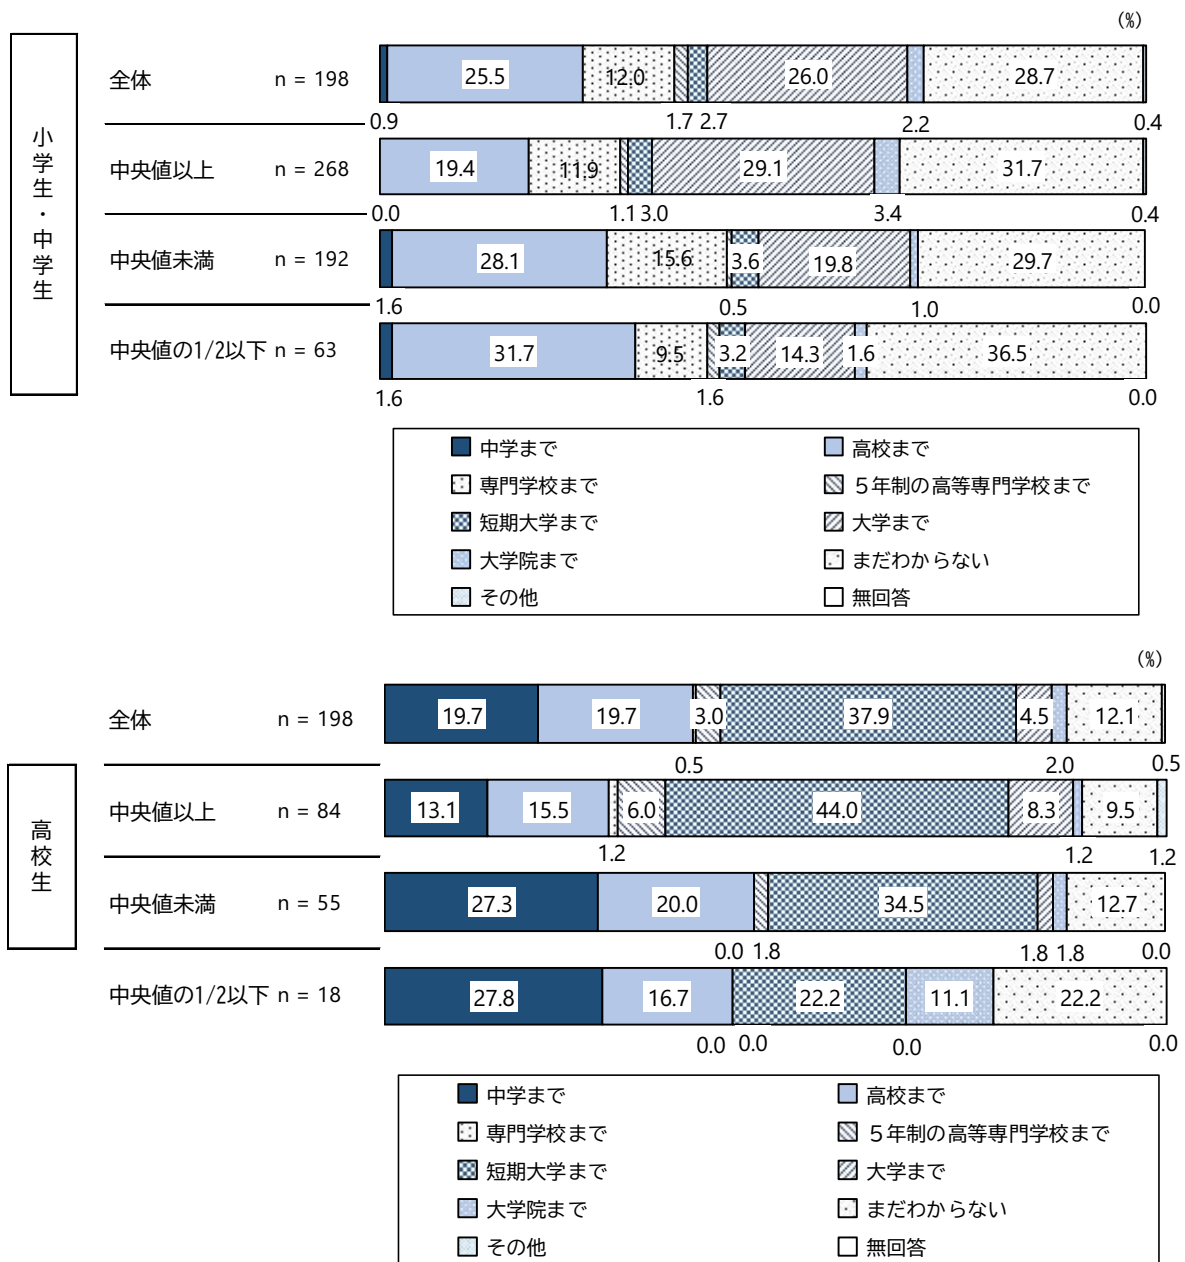 (%)
小学生・中学生
全体 n = 198 25.5 12.0 26.0 28.7
0.9 1.7 2.7 2.2 0.4
中央値以上 n = 268 19.4 11.9 29.1 31.7
0.0 1.1 3.0 3.4 0.4
中央値未満 n = 192 28.1 15.6 3.6 19.8 29.7
1.6 0.5 1.0 0.0
中央値の1/2以下 n = 63 31.7 9.5 3.2 14.3 1.6 36.5
1.6 1.6 0.0
中学まで 高校まで
専門学校まで 5年制の高等専門学校まで
短期大学まで 大学まで
大学院まで まだわからない
その他 無回答
(%)
高校生
全体 n = 198 19.7 19.7 3.0 37.9 4.5 12.1
0.5 2.0 0.5
中央値以上 n = 84 13.1 15.5 6.0 44.0 8.3 9.5
1.2 1.2 1.2
中央値未満 n = 55 27.3 20.0 34.5 12.7
0.0 1.8 1.8 1.8 0.0
中央値の1/2以下 n = 18 27.8 16.7 22.2 11.1 22.2
0.0 0.0 0.0 0.0
中学まで 高校まで
専門学校まで 5年制の高等専門学校まで
短期大学まで 大学まで
大学院まで まだわからない
その他 無回答